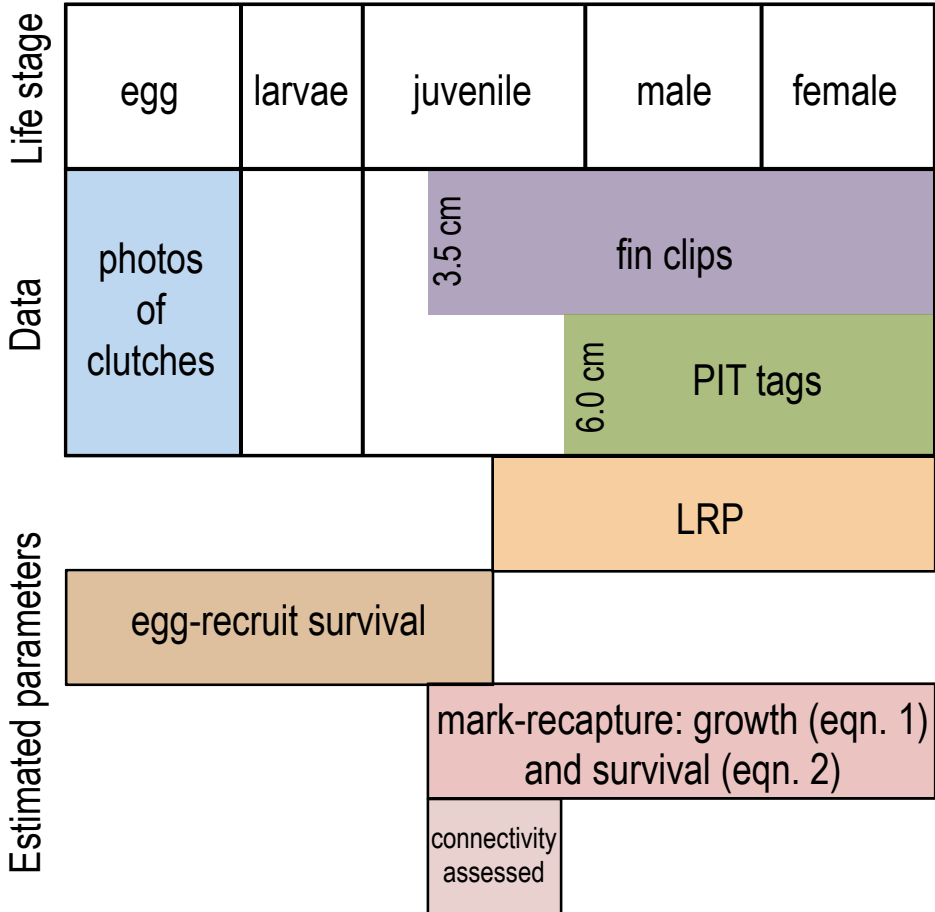 Life stage
egg
larvae
juvenile
male
female
Data
photos
of
clutches
3.5 cm
fin clips
6.0 cm
PIT tags
Estimated parameters
LRP
egg-recruit survival
mark-recapture: growth (eqn. 1)
and survival (eqn. 2)
connectivity
assessed